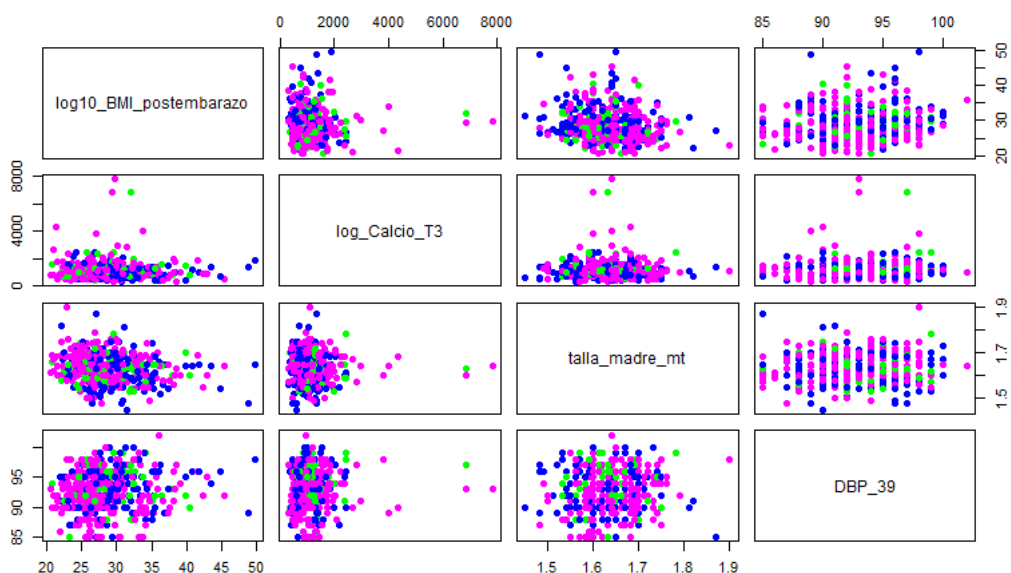 0 2000 4000 6000 8000
85 90 95 100
log10_BMI_postembarazo
20 30 40 50
0 4000 8000
log_Calcio_T3
talla_madre_mt
1.5 1.7 1.9
85 90 95
DBP_39
20 25 30 35 40 45 50
1.5 1.6 1.7 1.8 1.9